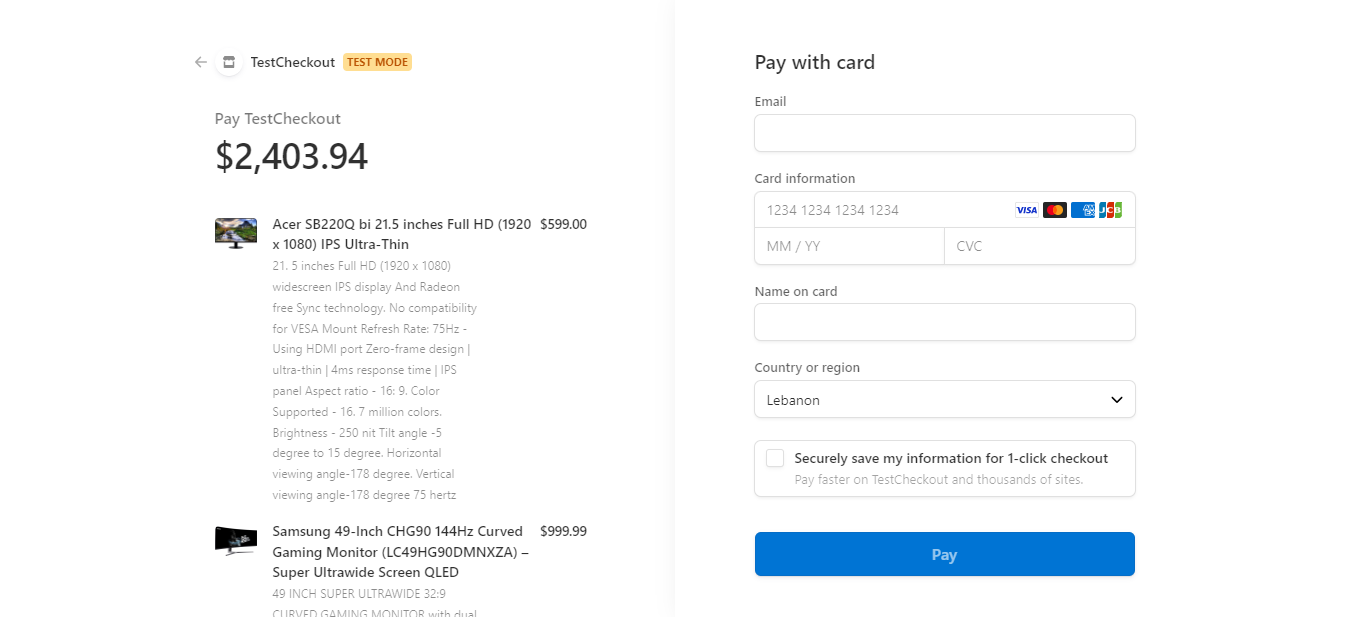 TestCheckout TEST MODE
Pay TestCheckout
$2,403.94
Acer SB220Q bi 21.5 inches Full HD (1920 $599.00
x 1080) IPS Ultra-Thin
21. 5 inches Full HD (1920 x 1080)
widescreen IPS display And Radeon
free Sync technology. No compatibility
for VESA Mount Refresh Rate: 75Hz -
Using HDMI port Zero-frame design |
ultra-thin | 4ms response time | IPS
panel Aspect ratio - 16: 9. Color
Supported - 16. 7 million colors.
Brightness - 250 nit Tilt angle -5
degree to 15 degree. Horizontal
viewing angle-178 degree. Vertical
viewing angle-178 degree 75 hertz
Samsung 49-Inch CHG90 144Hz Curved $999.99
Gaming Monitor (LC49HG90DMNXZA) –
Super Ultrawide Screen QLED
49 INCH SUPER ULTRAWIDE 32:9
CURVED GAMING MONITOR with dual
Pay with card
Email
Card information
1234 1234 1234 1234 VISA AMEX JCB
MM / YY CVC
Name on card
Country or region
Lebanon
Securely save my information for 1-click checkout
Pay faster on TestCheckout and thousands of sites.
Pay